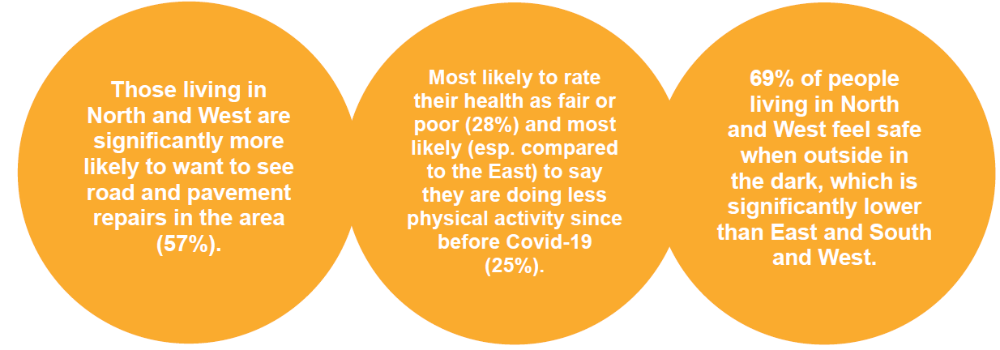 Those living in
North and West are
significantly more
likely to want to see
road and pavement
repairs in the area
(57%).
Most likely to rate
their health as fair or
poor (28%) and most
likely (esp. compared
to the East) to say
they are doing less
physical activity since
before Covid-19
(25%).
69% of people
living in North
and West feel safe
when outside in
the dark, which is
significantly lower
than East and South
and West.